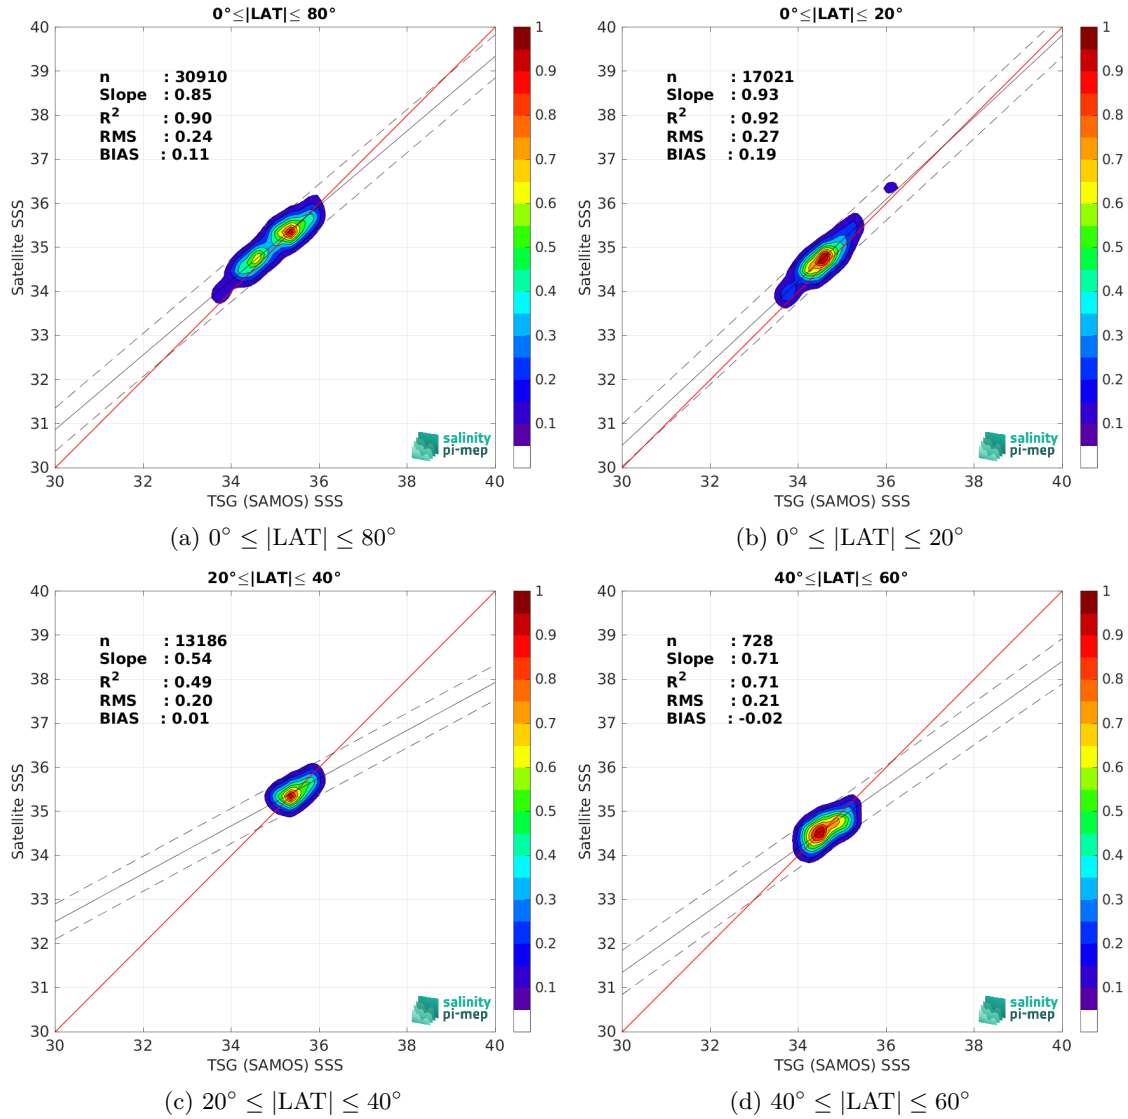 0°≤|LAT|≤ 80°
40
39
38
37
36
35
34
33
32
31
30
Satellite SSS
n : 30910
Slope : 0.85
R² : 0.90
RMS : 0.24
BIAS : 0.11
salinity
pi-mep
30 32 34 36 38 40
TSG (SAMOS) SSS
1
0.9
0.8
0.7
0.6
0.5
0.4
0.3
0.2
0.1
(a) 0° ≤ |LAT| ≤ 80°
0°≤|LAT|≤ 20°
40
39
38
37
36
35
34
33
32
31
30
Satellite SSS
n : 17021
Slope : 0.93
R² : 0.92
RMS : 0.27
BIAS : 0.19
salinity
pi-mep
30 32 34 36 38 40
TSG (SAMOS) SSS
1
0.9
0.8
0.7
0.6
0.5
0.4
0.3
0.2
0.1
(b) 0° ≤ |LAT| ≤ 20°
20°≤|LAT|≤ 40°
40
39
38
37
36
35
34
33
32
31
30
Satellite SSS
n : 13186
Slope : 0.54
R² : 0.49
RMS : 0.20
BIAS : 0.01
salinity
pi-mep
30 32 34 36 38 40
TSG (SAMOS) SSS
1
0.9
0.8
0.7
0.6
0.5
0.4
0.3
0.2
0.1
(c) 20° ≤ |LAT| ≤ 40°
40°≤|LAT|≤ 60°
40
39
38
37
36
35
34
33
32
31
30
Satellite SSS
n : 728
Slope : 0.71
R² : 0.71
RMS : 0.21
BIAS : -0.02
salinity
pi-mep
30 32 34 36 38 40
TSG (SAMOS) SSS
1
0.9
0.8
0.7
0.6
0.5
0.4
0.3
0.2
0.1
(d) 40° ≤ |LAT| ≤ 60°